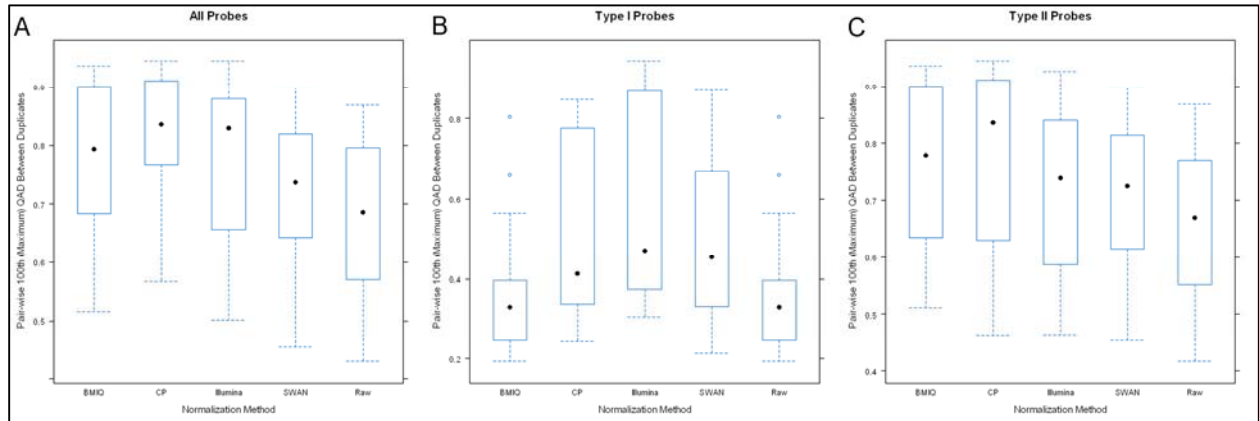 A
All Probes
Pair-wise 100th (Maximum) QAD Between Duplicates
0.9
0.8
0.7
0.6
0.5
BMIQ CP Illumina SWAN Raw
Normalization Method
B
Type I Probes
Pair-wise 100th (Maximum) QAD Between Duplicates
0.8
0.6
0.4
0.2
BMIQ CP Illumina SWAN Raw
Normalization Method
C
Type II Probes
Pair-wise 100th (Maximum) QAD Between Duplicates
0.9
0.8
0.7
0.6
0.5
0.4
BMIQ CP Illumina SWAN Raw
Normalization Method